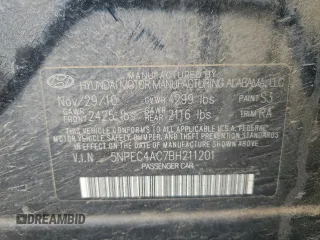 MANUFACTURED BY
HYUNDAI MOTOR MANUFACTURING ALABAMA, LLC
Nov/29/10 GVWR 4299 lbs PAINT S3
GAWR FRONT 2425 lbs GAWR REAR 2116 lbs TRIM RA
THIS VEHICLE CONFORMS TO ALL APPLICABLE
U.S.A. FEDERAL MOTOR VEHICLE SAFETY, BUMPER,
AND THEFT PREVENTION STANDARDS IN EFFECT
ON THE DATE OF MANUFACTURE SHOWN ABOVE.
V.I.N 5NPEC4AC7BH211201
PASSENGER CAR
DREAMBID